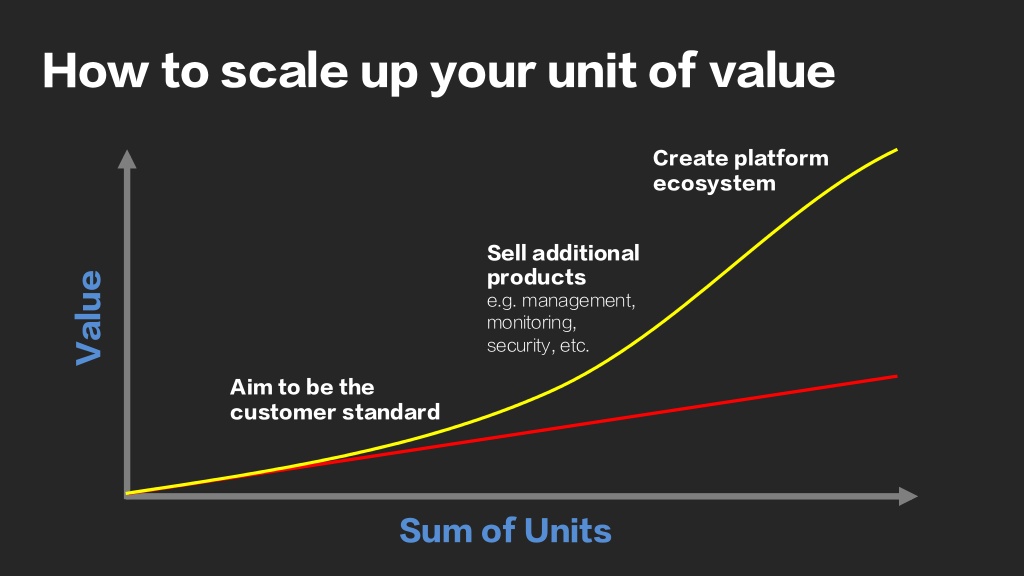 How to scale up your unit of value
Create platform
ecosystem
Sell additional
products
e.g. management,
monitoring,
security, etc.
Value
Aim to be the
customer standard
Sum of Units